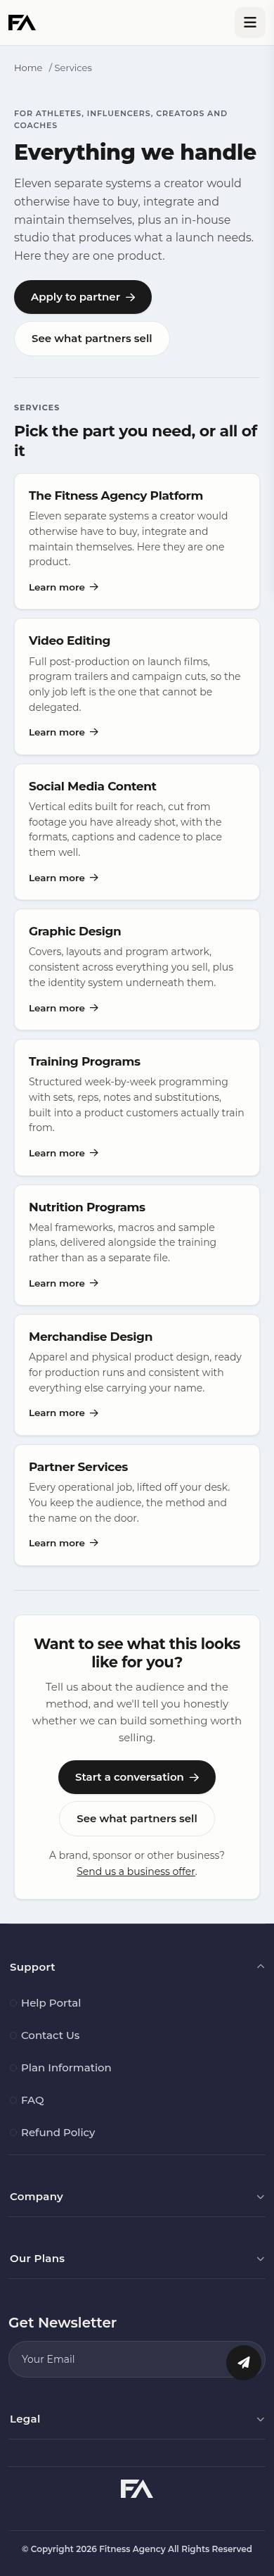 FA
Home / Services
FOR ATHLETES, INFLUENCERS, CREATORS AND
COACHES
Everything we handle
Eleven separate systems a creator would
otherwise have to buy, integrate and
maintain themselves, plus an in-house
studio that produces what a launch needs.
Here they are one product.
Apply to partner →
See what partners sell
SERVICES
Pick the part you need, or all of
it
The Fitness Agency Platform
Eleven separate systems a creator would
otherwise have to buy, integrate and
maintain themselves. Here they are one
product.
Learn more →
Video Editing
Full post-production on launch films,
program trailers and campaign cuts, so the
only job left is the one that cannot be
delegated.
Learn more →
Social Media Content
Vertical edits built for reach, cut from
footage you have already shot, with the
formats, captions and cadence to place
them well.
Learn more →
Graphic Design
Covers, layouts and program artwork,
consistent across everything you sell, plus
the identity system underneath them.
Learn more →
Training Programs
Structured week-by-week programming
with sets, reps, notes and substitutions,
built into a product customers actually train
from.
Learn more →
Nutrition Programs
Meal frameworks, macros and sample
plans, delivered alongside the training
rather than as a separate file.
Learn more →
Merchandise Design
Apparel and physical product design, ready
for production runs and consistent with
everything else carrying your name.
Learn more →
Partner Services
Every operational job, lifted off your desk.
You keep the audience, the method and
the name on the door.
Learn more →
Want to see what this looks
like for you?
Tell us about the audience and the
method, and we'll tell you honestly
whether we can build something worth
selling.
Start a conversation →
See what partners sell
A brand, sponsor or other business?
Send us a business offer.
Support
Help Portal
Contact Us
Plan Information
FAQ
Refund Policy
Company
Our Plans
Get Newsletter
Your Email
Legal
FA
© Copyright 2026 Fitness Agency All Rights Reserved